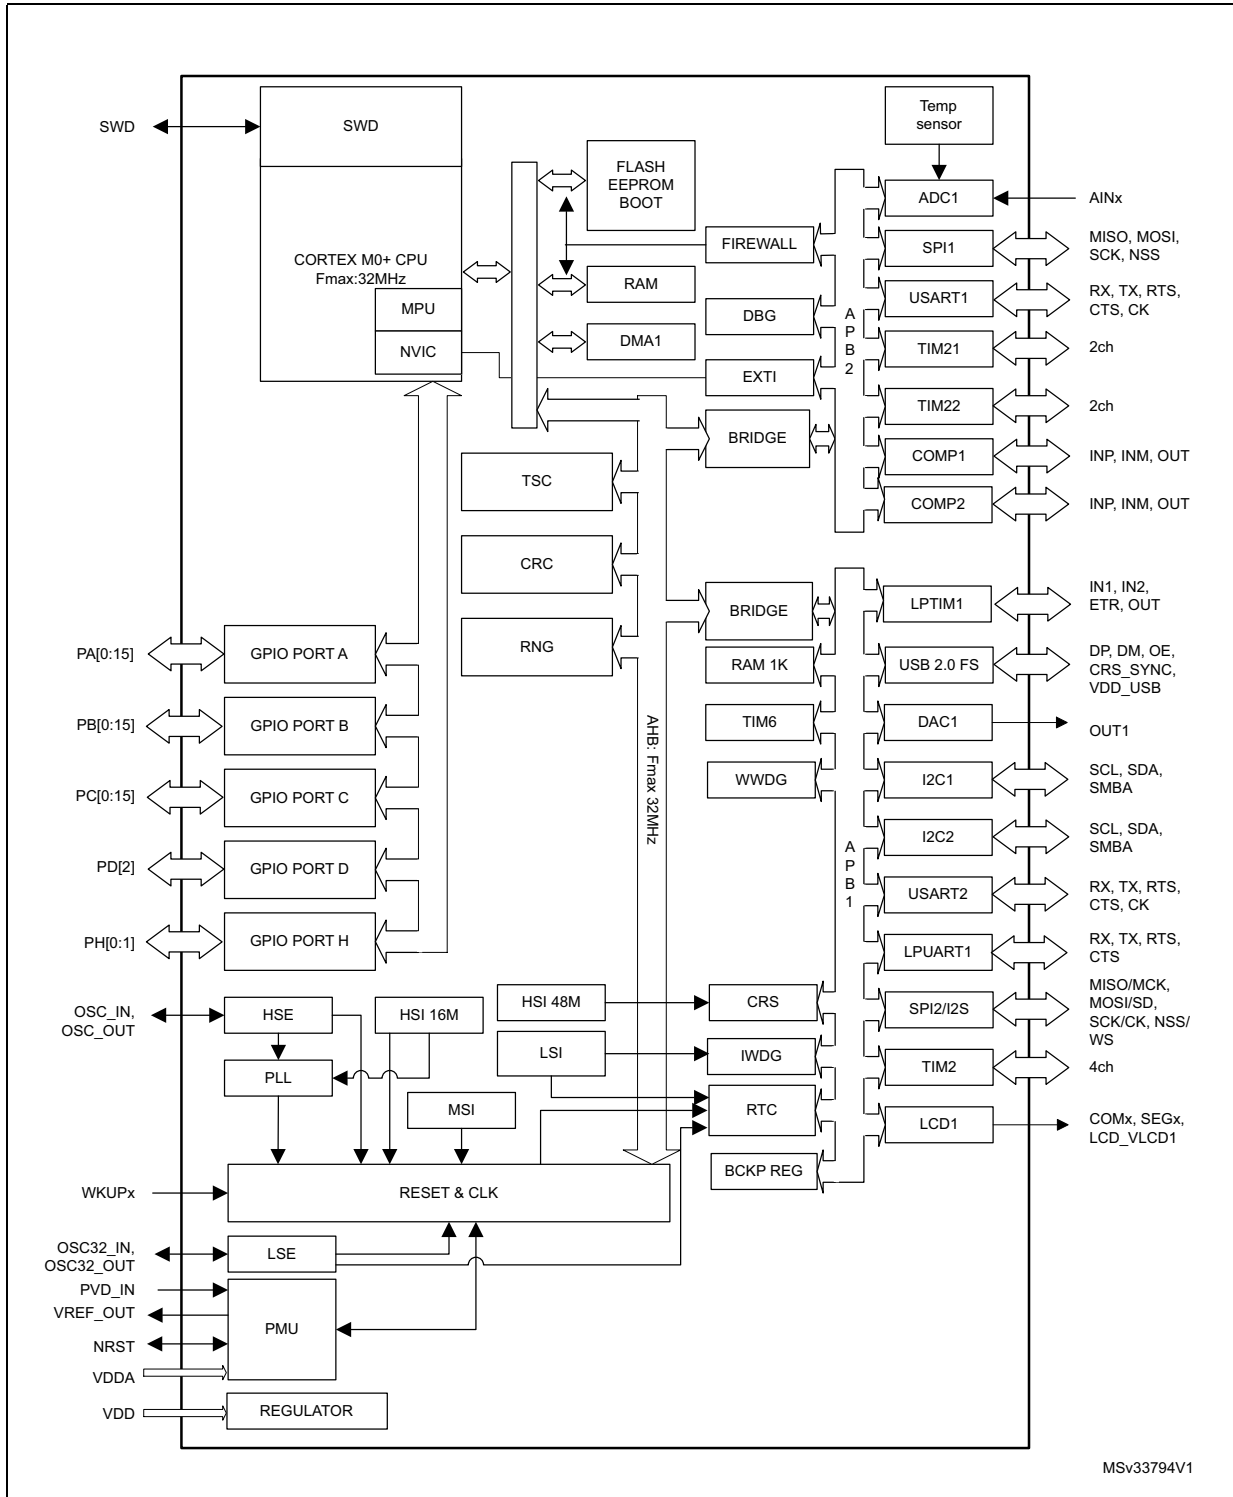 SWD
SWD
CORTEX M0+ CPU
Fmax:32MHz
MPU
NVIC
FLASH
EEPROM
BOOT
RAM
DMA1
FIREWALL
DBG
EXTI
BRIDGE
A
P
B
2
Temp
sensor
ADC1
AINx
SPI1
MISO, MOSI,
SCK, NSS
USART1
RX, TX, RTS,
CTS, CK
TIM21
2ch
TIM22
2ch
COMP1
INP, INM, OUT
COMP2
INP, INM, OUT
TSC
CRC
RNG
AHB: Fmax 32MHz
PA[0:15]
GPIO PORT A
PB[0:15]
GPIO PORT B
PC[0:15]
GPIO PORT C
PD[2]
GPIO PORT D
PH[0:1]
GPIO PORT H
BRIDGE
RAM 1K
TIM6
WWDG
A
P
B
1
LPTIM1
IN1, IN2,
ETR, OUT
USB 2.0 FS
DP, DM, OE,
CRS_SYNC,
VDD_USB
DAC1
OUT1
I2C1
SCL, SDA,
SMBA
I2C2
SCL, SDA,
SMBA
USART2
RX, TX, RTS,
CTS, CK
LPUART1
RX, TX, RTS,
CTS
SPI2/I2S
MISO/MCK,
MOSI/SD,
SCK/CK, NSS/
WS
TIM2
4ch
LCD1
COMx, SEGx,
LCD_VLCD1
OSC_IN,
OSC_OUT
HSE
HSI 16M
HSI 48M
CRS
PLL
LSI
IWDG
MSI
RTC
BCKP REG
WKUPx
RESET & CLK
OSC32_IN,
OSC32_OUT
LSE
PVD_IN
VREF_OUT
NRST
VDDA
PMU
VDD
REGULATOR
MSv33794V1